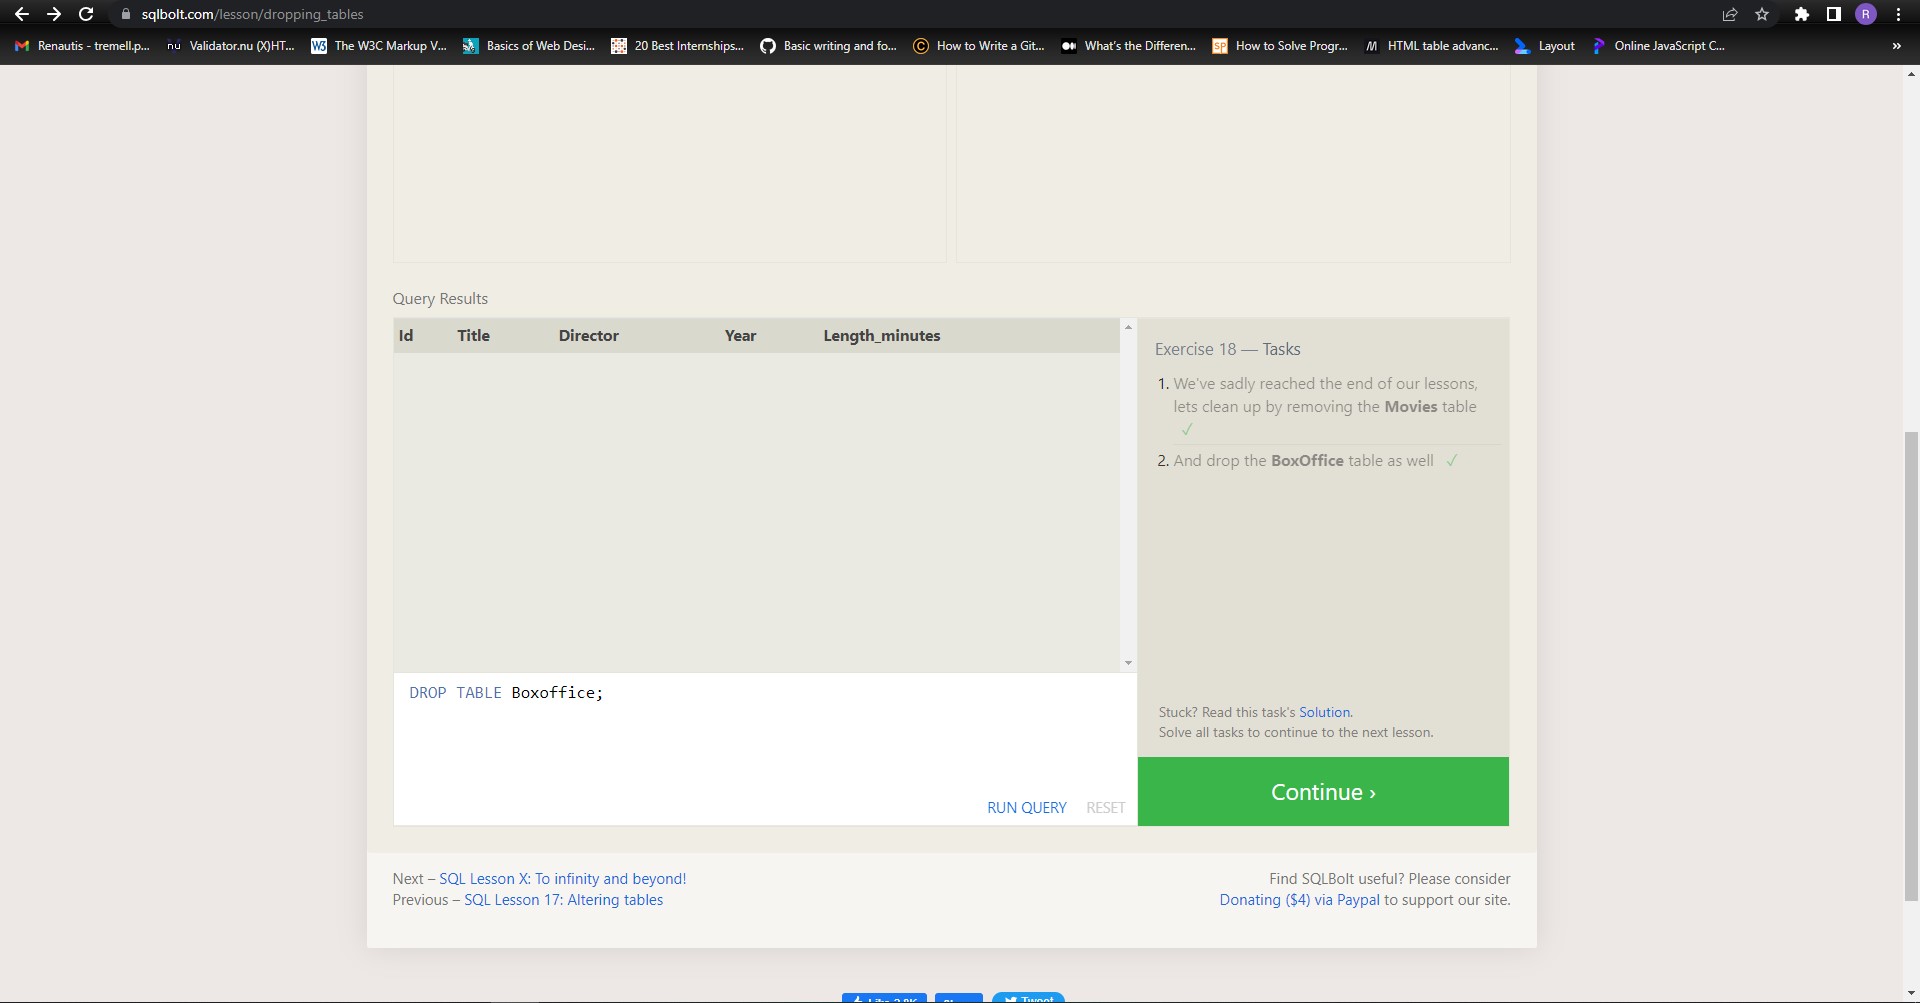 sqlbolt.com/lesson/dropping_tables
Renautis - tremell.p...
Validator.nu (X)HT...
The W3C Markup V...
Basics of Web Desi...
20 Best Internships...
Basic writing and fo...
How to Write a Git...
What's the Differen...
How to Solve Progr...
HTML table advanc...
Layout
Online JavaScript C...
Query Results
Id Title Director Year Length_minutes
Exercise 18 — Tasks
1. We've sadly reached the end of our lessons,
lets clean up by removing the Movies table
✓
2. And drop the BoxOffice table as well ✓
DROP TABLE Boxoffice;
Stuck? Read this task's Solution.
Solve all tasks to continue to the next lesson.
RUN QUERY RESET
Continue ›
Next – SQL Lesson X: To infinity and beyond!
Previous – SQL Lesson 17: Altering tables
Find SQLBolt useful? Please consider
Donating ($4) via Paypal to support our site.
Tweet